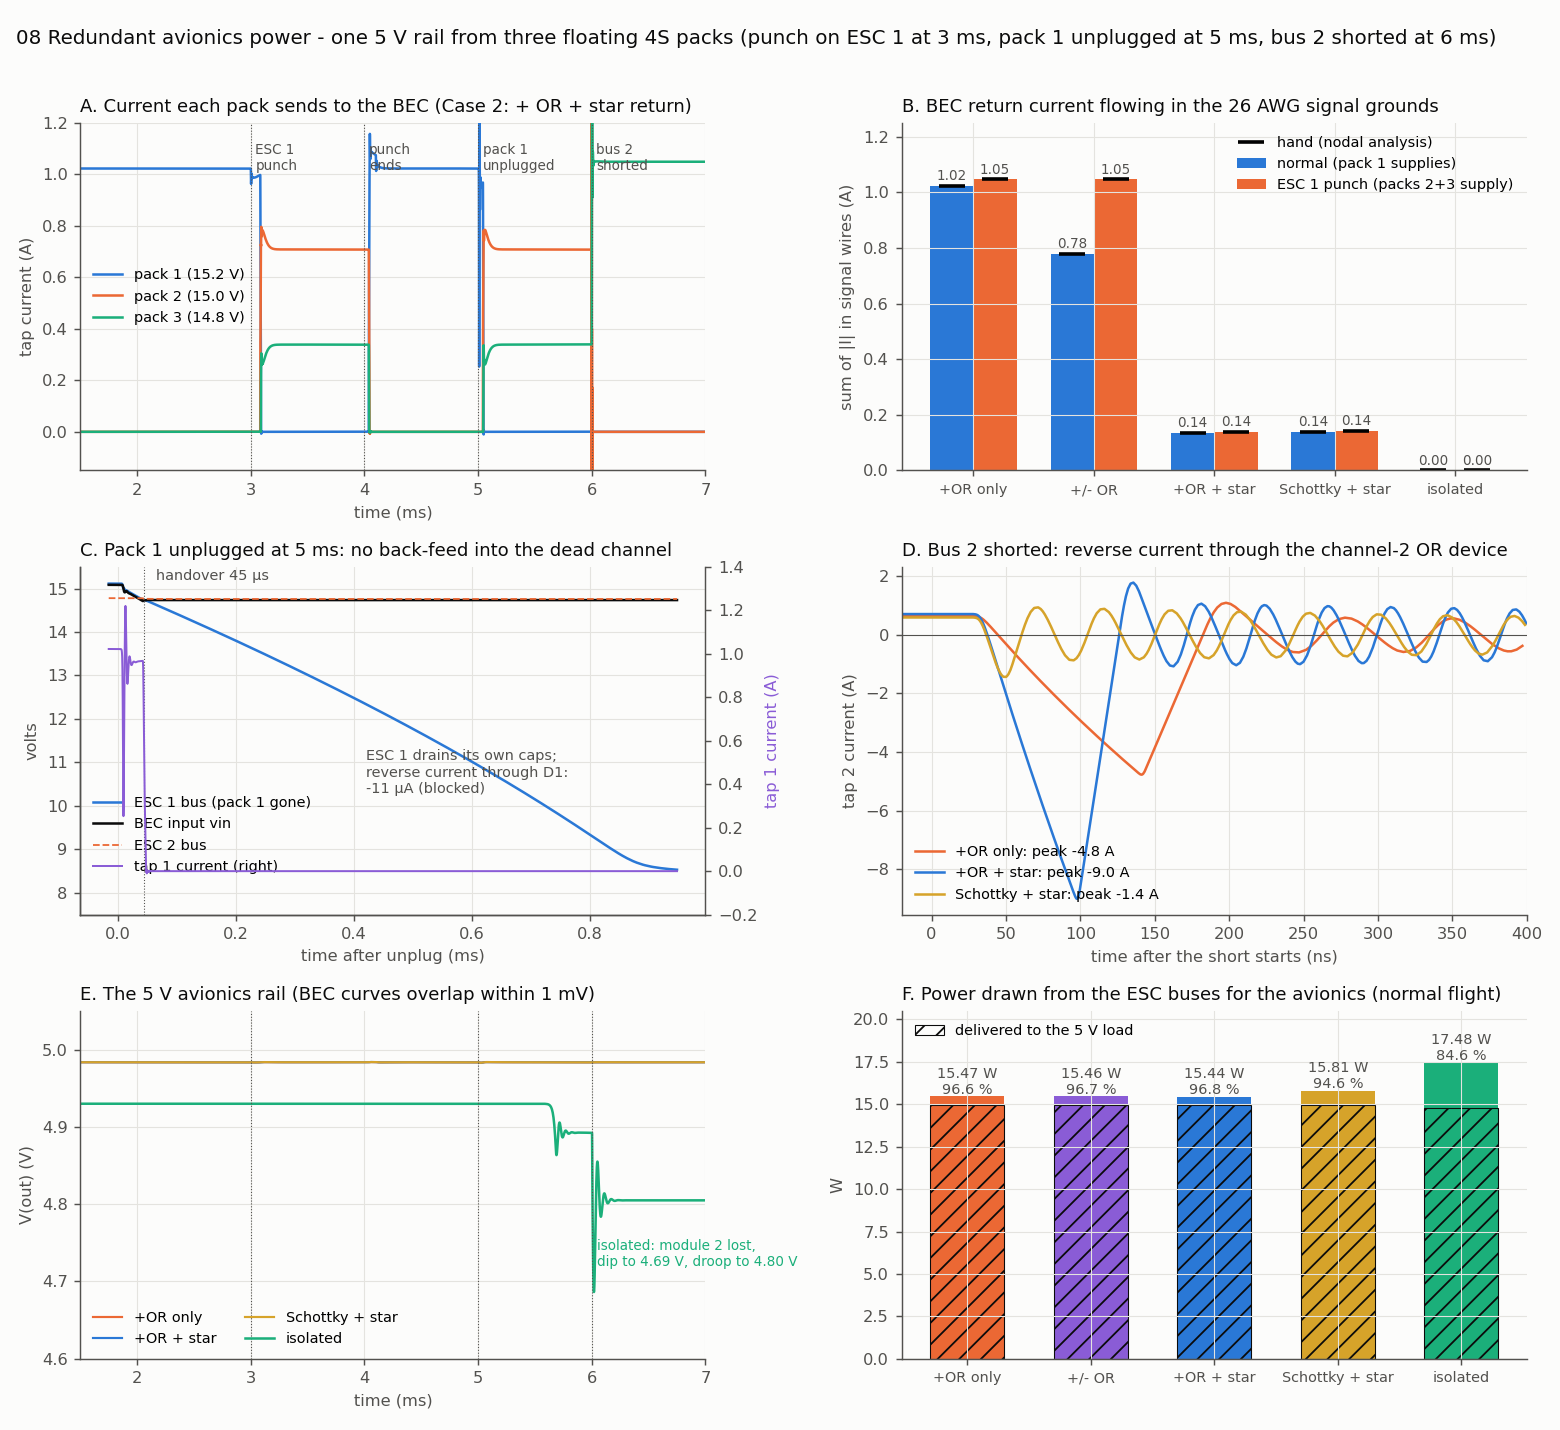 08 Redundant avionics power - one 5 V rail from three floating 4S packs (punch on ESC 1 at 3 ms, pack 1 unplugged at 5 ms, bus 2 shorted at 6 ms)
A. Current each pack sends to the BEC (Case 2: + OR + star return)
tap current (A)
1.2
1.0
0.8
0.6
0.4
0.2
0.0
ESC 1
punch
punch
ends
pack 1
unplugged
bus 2
shorted
pack 1 (15.2 V)
pack 2 (15.0 V)
pack 3 (14.8 V)
2 3 4 5 6 7
time (ms)
B. BEC return current flowing in the 26 AWG signal grounds
sum of |I| in signal wires (A)
1.2
1.0
0.8
0.6
0.4
0.2
0.0
hand (nodal analysis)
normal (pack 1 supplies)
ESC 1 punch (packs 2+3 supply)
1.02 1.05 0.78 1.05 0.14 0.14 0.14 0.14 0.00 0.00
+OR only +/- OR +OR + star Schottky + star isolated
C. Pack 1 unplugged at 5 ms: no back-feed into the dead channel
volts
15
14
13
12
11
10
9
8
handover 45 µs
ESC 1 drains its own caps;
reverse current through D1:
-11 µA (blocked)
ESC 1 bus (pack 1 gone)
BEC input vin
ESC 2 bus
tap 1 current (right)
1.4
1.2
1.0
0.8
0.6
0.4
0.2
0.0
−0.2
tap 1 current (A)
0.0 0.2 0.4 0.6 0.8
time after unplug (ms)
D. Bus 2 shorted: reverse current through the channel-2 OR device
tap 2 current (A)
2
0
−2
−4
−6
−8
+OR only: peak -4.8 A
+OR + star: peak -9.0 A
Schottky + star: peak -1.4 A
0 50 100 150 200 250 300 350 400
time after the short starts (ns)
E. The 5 V avionics rail (BEC curves overlap within 1 mV)
V(out) (V)
5.0
4.9
4.8
4.7
4.6
isolated: module 2 lost,
dip to 4.69 V, droop to 4.80 V
+OR only
+OR + star
Schottky + star
isolated
2 3 4 5 6 7
time (ms)
F. Power drawn from the ESC buses for the avionics (normal flight)
W
20.0
17.5
15.0
12.5
10.0
7.5
5.0
2.5
0.0
delivered to the 5 V load
15.47 W
96.6 %
15.46 W
96.7 %
15.44 W
96.8 %
15.81 W
94.6 %
17.48 W
84.6 %
+OR only +/- OR +OR + star Schottky + star isolated